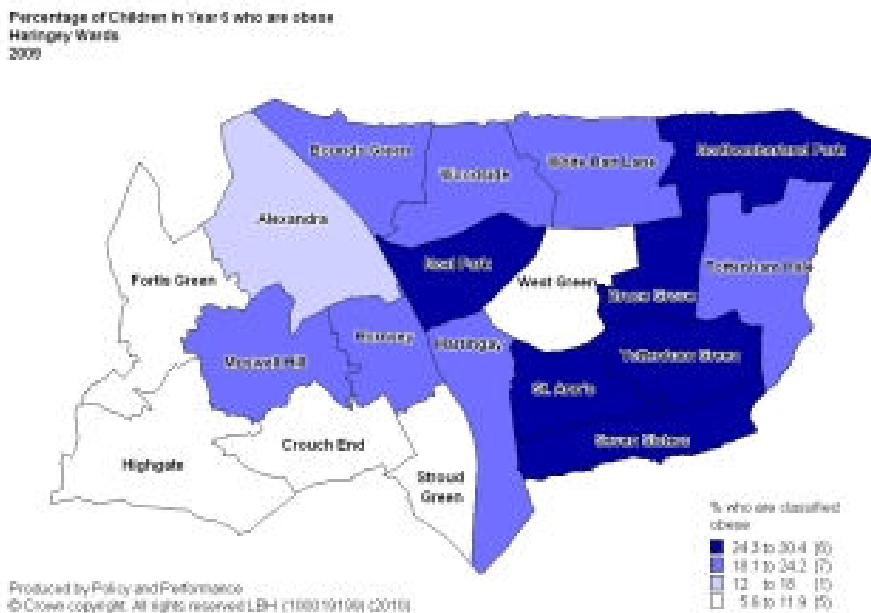 Percentage of Children in Year 6 who are obese
Haringey Wards
2009
Bounds Green
Woodside
White Hart Lane
Northumberland Park
Alexandra
Noel Park
West Green
Tottenham Hale
Fortis Green
Bruce Grove
Muswell Hill
Hornsey
Harringay
Tottenham Green
St. Ann's
Seven Sisters
Highgate
Crouch End
Stroud
Green
% who are classified
obese
24.3 to 30.4 (6)
18.1 to 24.2 (7)
12 to 18 (1)
5.6 to 11.9 (5)
Produced by Policy and Performance
© Crown copyright. All rights reserved LBH (100019199) (2010)